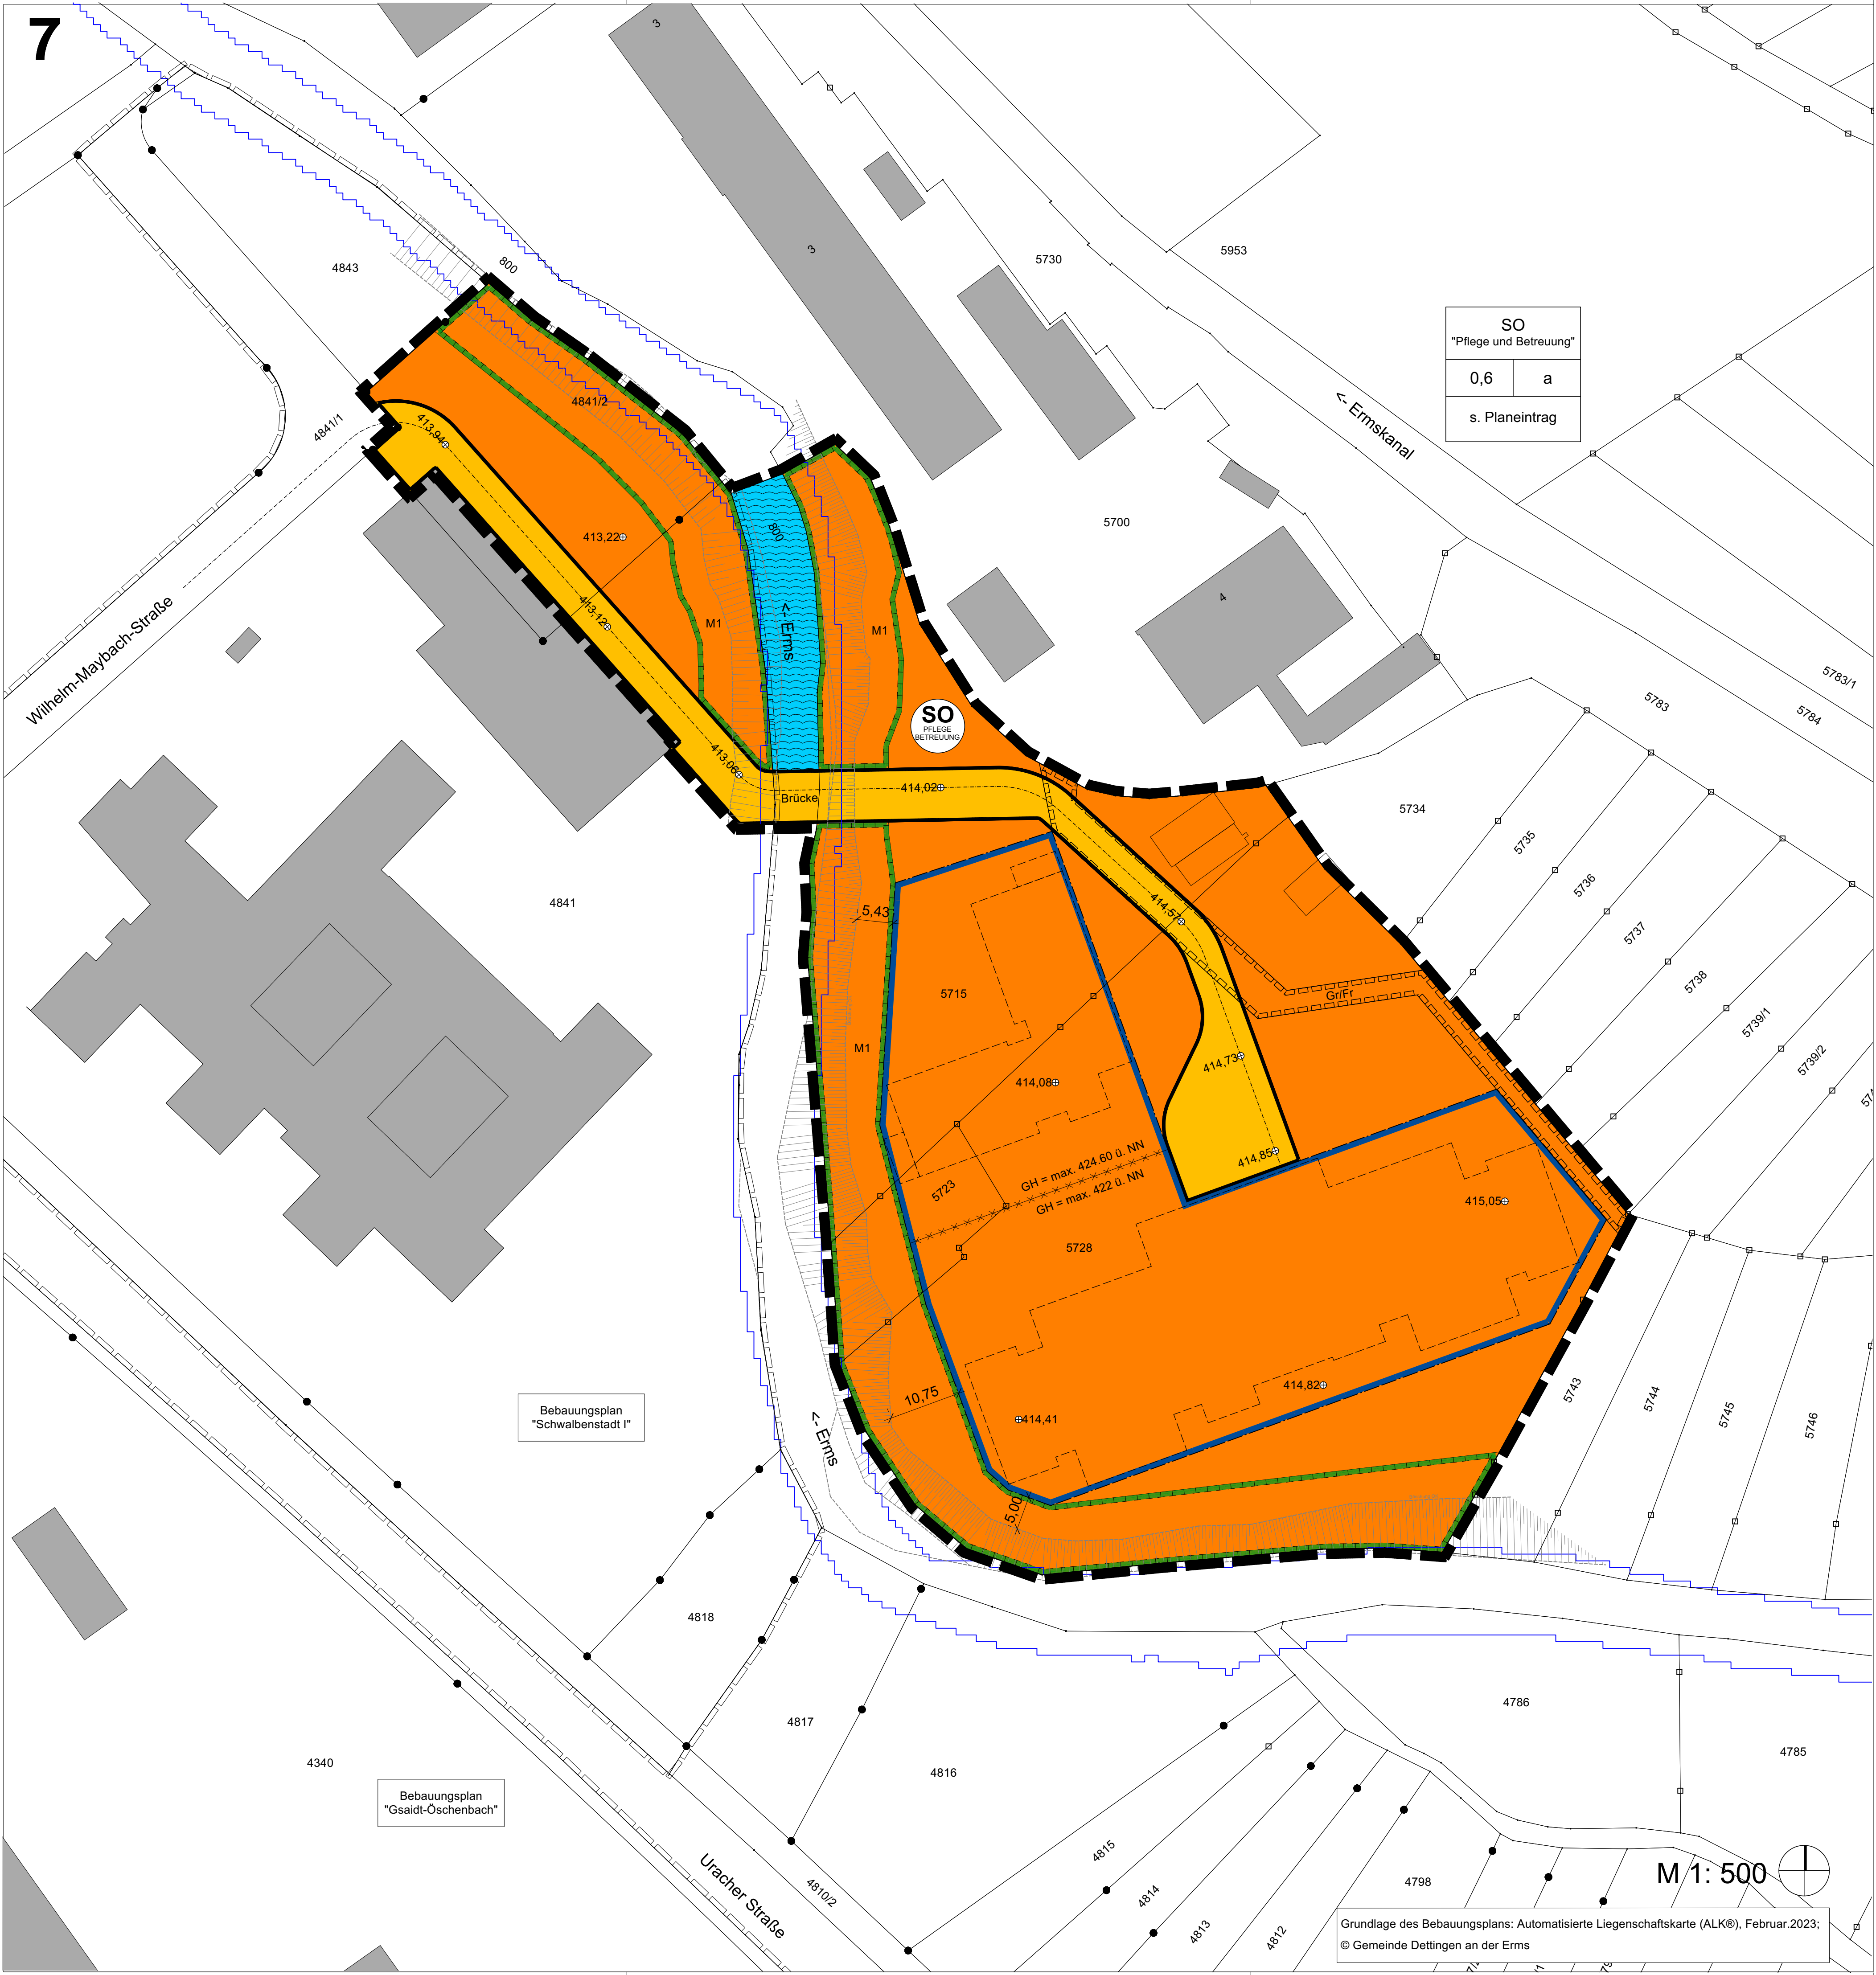 7
3
3
4843
800
5730
5953
SO
"Pflege und Betreuung"
0,6
a
s. Planeintrag
<- Ermskanal
4841/1
4841/2
413,94
413,22
800
5700
4
413,12
M1
<- Erms
M1
Wilhelm-Maybach-Straße
SO
PFLEGE
BETREUUNG
5783/1
5783
5784
413,06
Brücke
414,02
5734
5735
5736
5737
5738
5739/1
5739/2
4841
5,43
414,57
5715
Gr/Fr
M1
414,73
414,08
GH = max. 424.60 ü. NN
GH = max. 422 ü. NN
414,85
5723
415,05
5728
10,75
414,82
414,41
5743
5744
5745
5746
Bebauungsplan
"Schwalbenstadt I"
<- Erms
5,00
4818
4817
4816
4786
4785
4340
Bebauungsplan
"Gsaidt-Öschenbach"
Uracher Straße
4810/2
4815
4814
4813
4812
4798
M 1: 500
Grundlage des Bebauungsplans: Automatisierte Liegenschaftskarte (ALK®), Februar.2023;
© Gemeinde Dettingen an der Erms